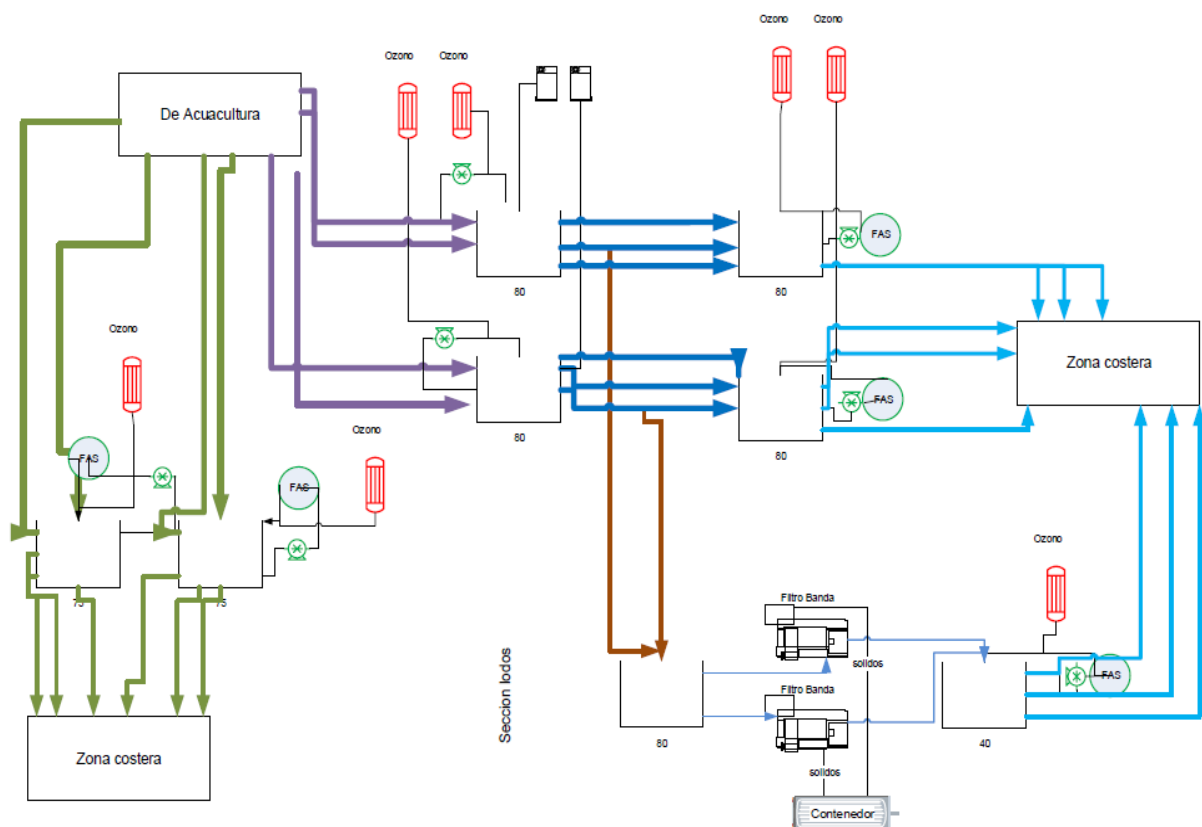 Ozono
Ozono
Ozono
Ozono
De Acuacultura
FAS
80
80
Ozono
Zona costera
FAS
80
80
Ozono
FAS
FAS
75
75
Ozono
Filtro Banda
solidos
FAS
Seccion lodos
Filtro Banda
80
40
solidos
Zona costera
Contenedor